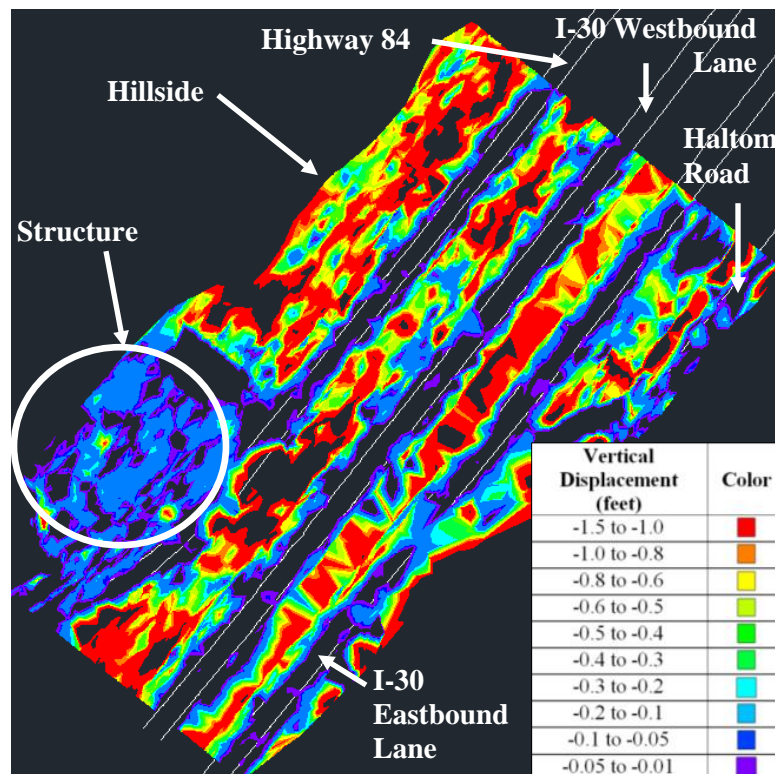 Highway 84
I-30 Westbound
Lane
Hillside
Haltom
Road
Structure
I-30
Eastbound
Lane
Vertical
Displacement
(feet)
Color
-1.5 to -1.0
-1.0 to -0.8
-0.8 to -0.6
-0.6 to -0.5
-0.5 to -0.4
-0.4 to -0.3
-0.3 to -0.2
-0.2 to -0.1
-0.1 to -0.05
-0.05 to -0.01